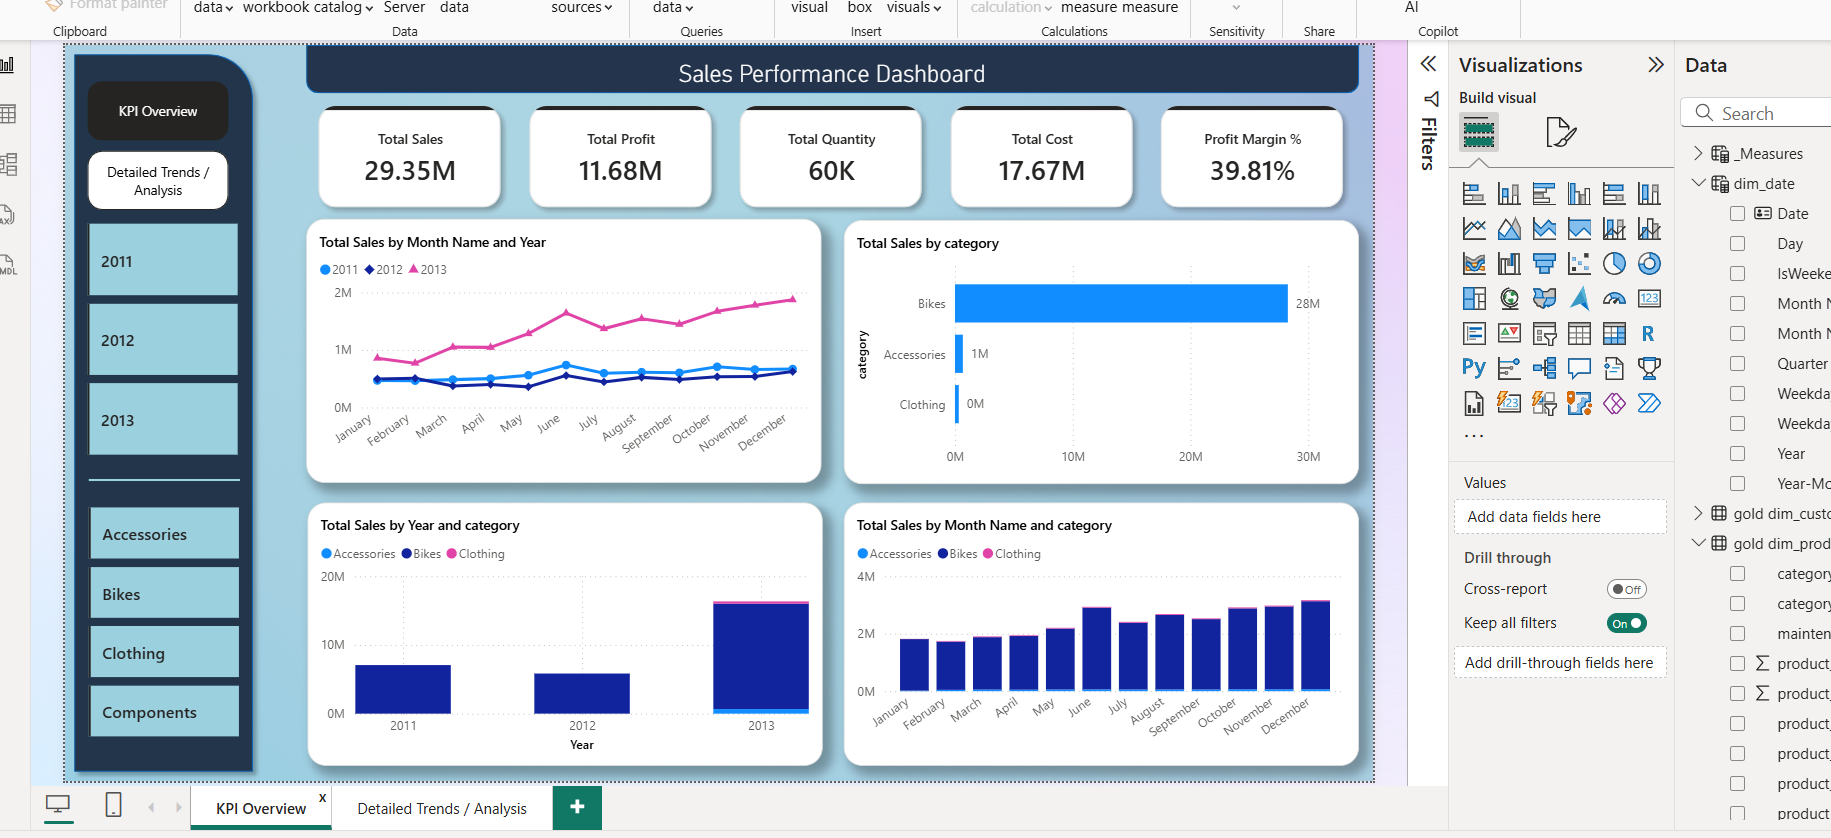 Format painter
data
workbook catalog
Server
data
sources
data
visual
box
visuals
calculation
measure measure
AI
Clipboard
Data
Queries
Insert
Calculations
Sensitivity
Share
Copilot
KPI Overview
Detailed Trends /
Analysis
2011
2012
2013
Accessories
Bikes
Clothing
Components
Sales Performance Dashboard
Total Sales
29.35M
Total Profit
11.68M
Total Quantity
60K
Total Cost
17.67M
Profit Margin %
39.81%
Total Sales by Month Name and Year
2011 2012 2013
2M
1M
0M
January
February
March
April
May
June
July
August
September
October
November
December
Total Sales by category
category
Bikes
28M
Accessories
1M
Clothing
0M
0M
10M
20M
30M
Total Sales by Year and category
Accessories Bikes Clothing
20M
10M
0M
2011
2012
2013
Year
Total Sales by Month Name and category
Accessories Bikes Clothing
4M
2M
0M
January
February
March
April
May
June
July
August
September
October
November
December
KPI Overview
x
Detailed Trends / Analysis
+
Filters
Visualizations
Build visual
123
R
Py
123
...
Values
Add data fields here
Drill through
Cross-report
Off
Keep all filters
On
Add drill-through fields here
Data
Search
_Measures
dim_date
Date
Day
IsWeeke
Month N
Month N
Quarter
Weekda
Weekda
Year
Year-Mo
gold dim_custo
gold dim_prod
category
category
mainten
product_
product_
product
product
product
product